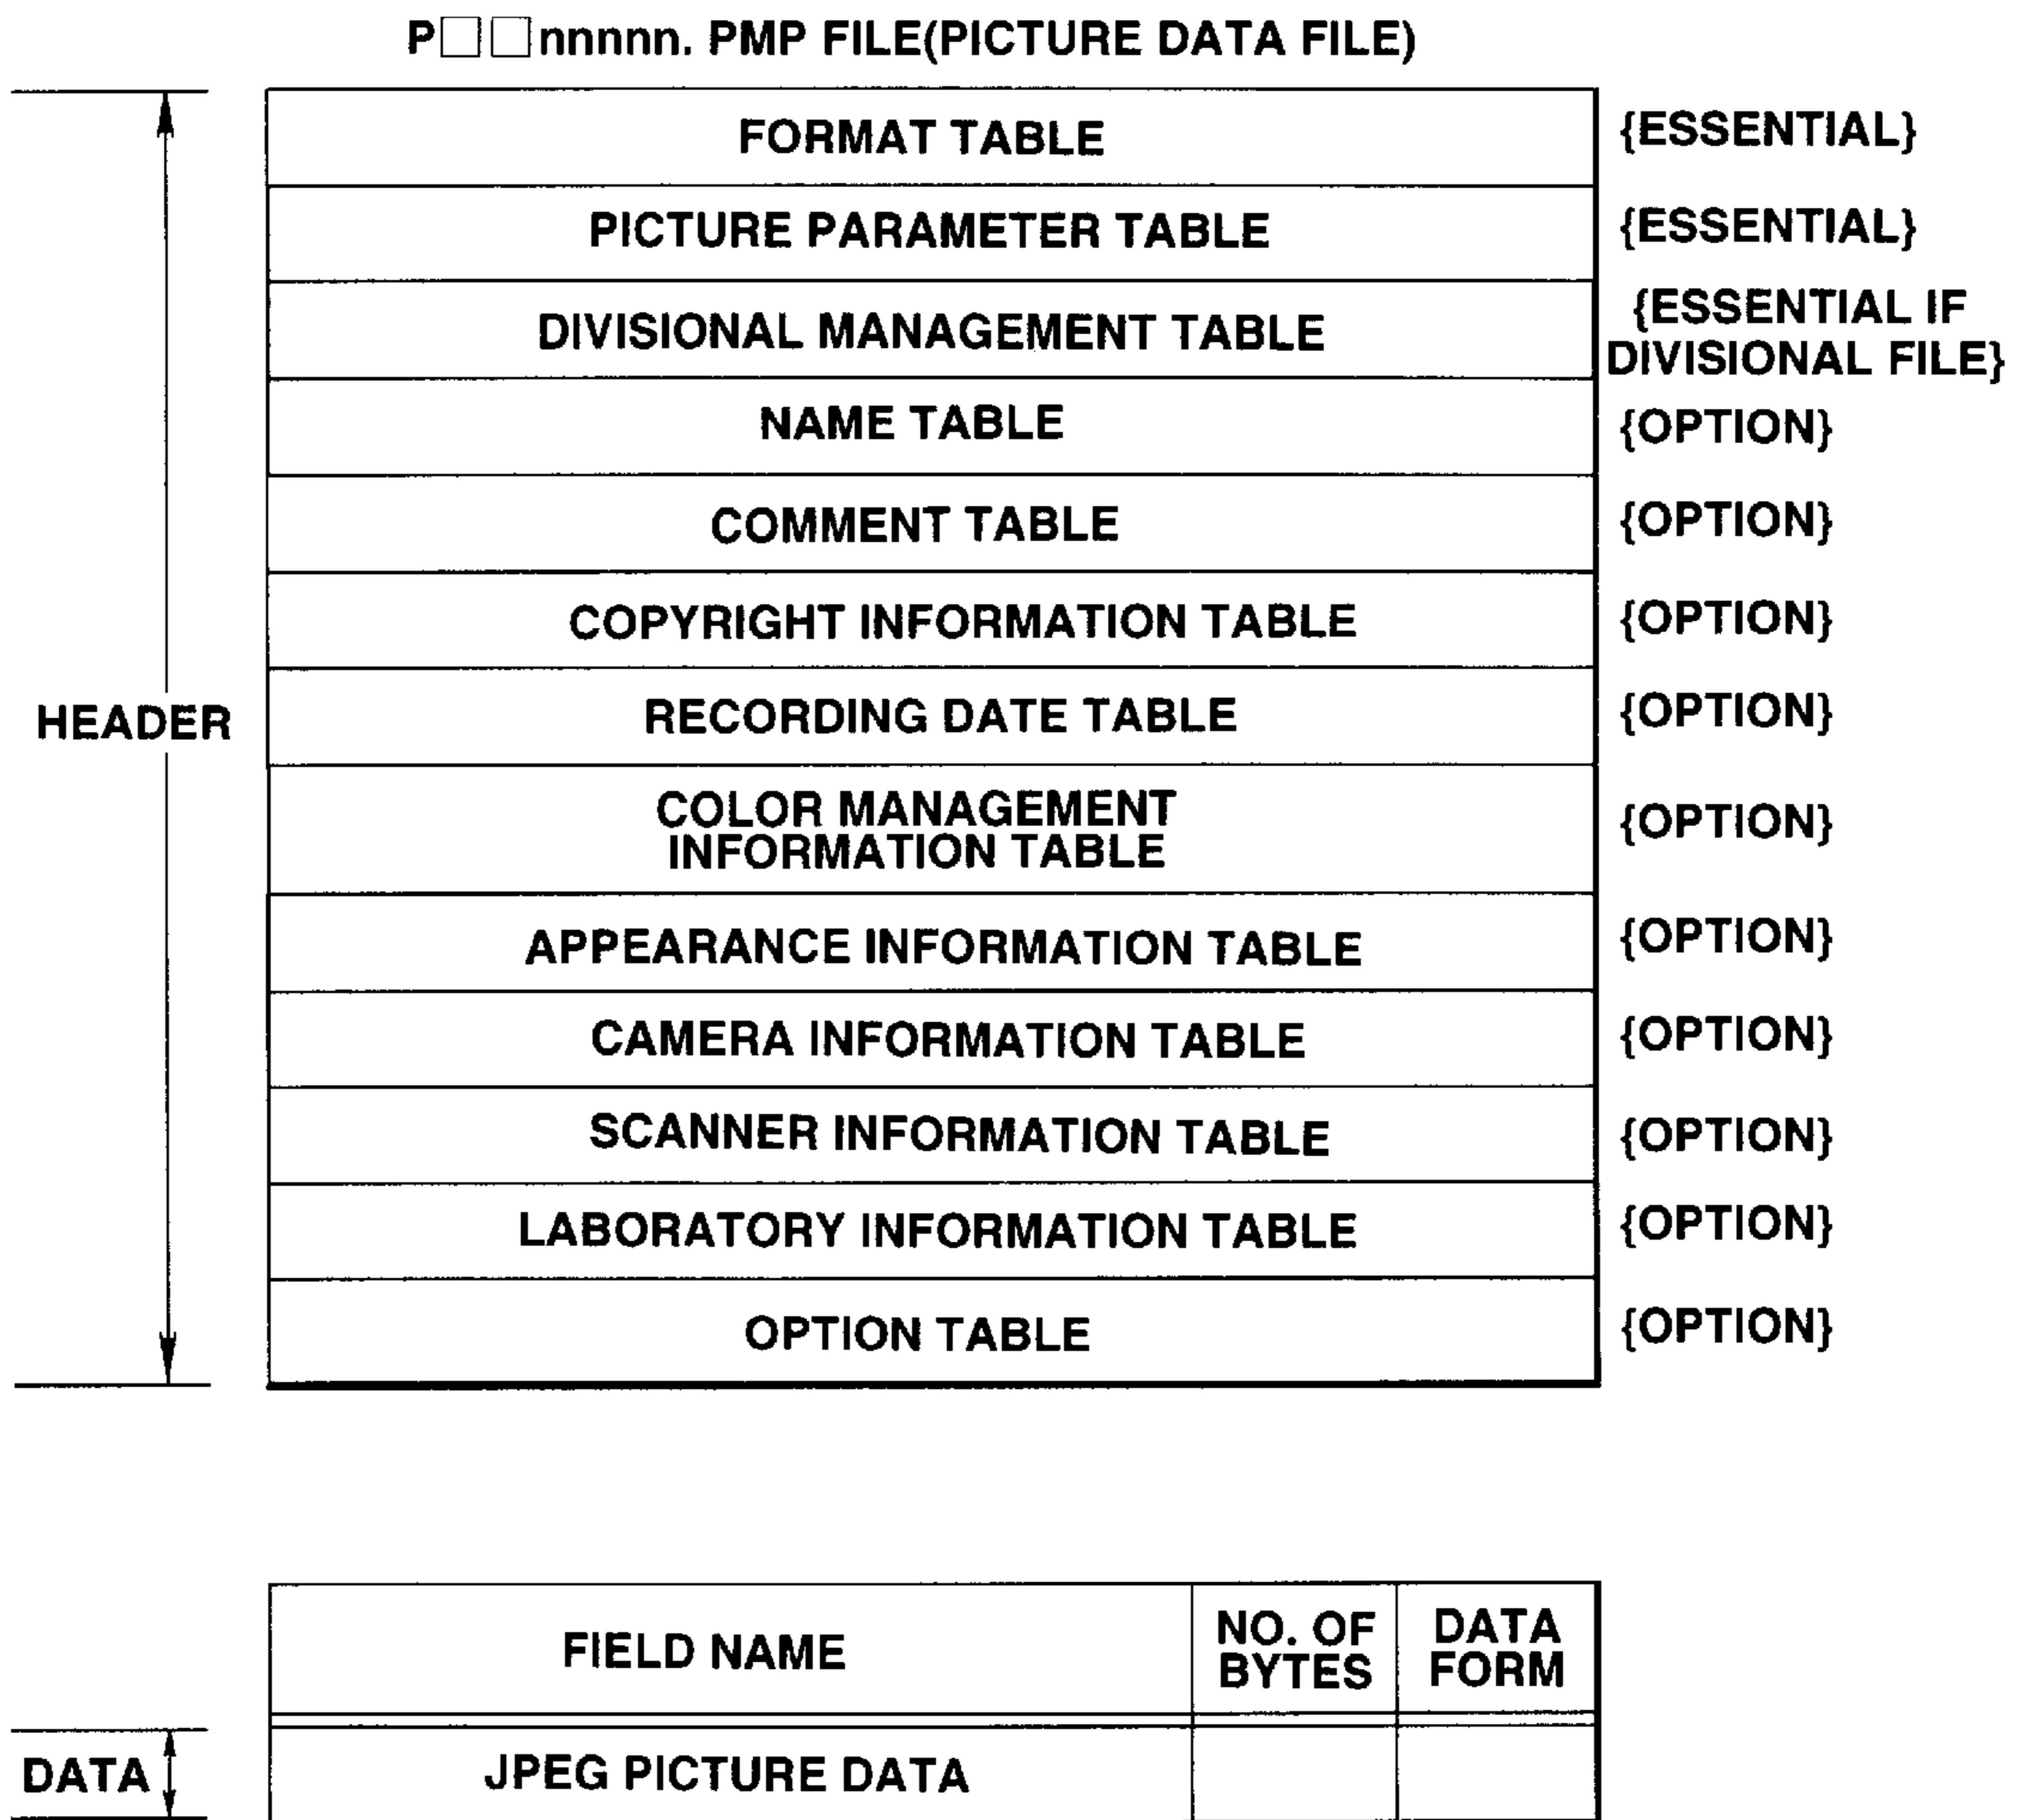 P□□nnnnn. PMP FILE(PICTURE DATA FILE)
FORMAT TABLE {ESSENTIAL}
PICTURE PARAMETER TABLE {ESSENTIAL}
DIVISIONAL MANAGEMENT TABLE
{ESSENTIAL IF
DIVISIONAL FILE}
NAME TABLE {OPTION}
COMMENT TABLE {OPTION}
COPYRIGHT INFORMATION TABLE {OPTION}
HEADER
RECORDING DATE TABLE {OPTION}
COLOR MANAGEMENT
INFORMATION TABLE
{OPTION}
APPEARANCE INFORMATION TABLE {OPTION}
CAMERA INFORMATION TABLE {OPTION}
SCANNER INFORMATION TABLE {OPTION}
LABORATORY INFORMATION TABLE {OPTION}
OPTION TABLE {OPTION}
FIELD NAME
NO. OF
BYTES
DATA
FORM
DATA
JPEG PICTURE DATA